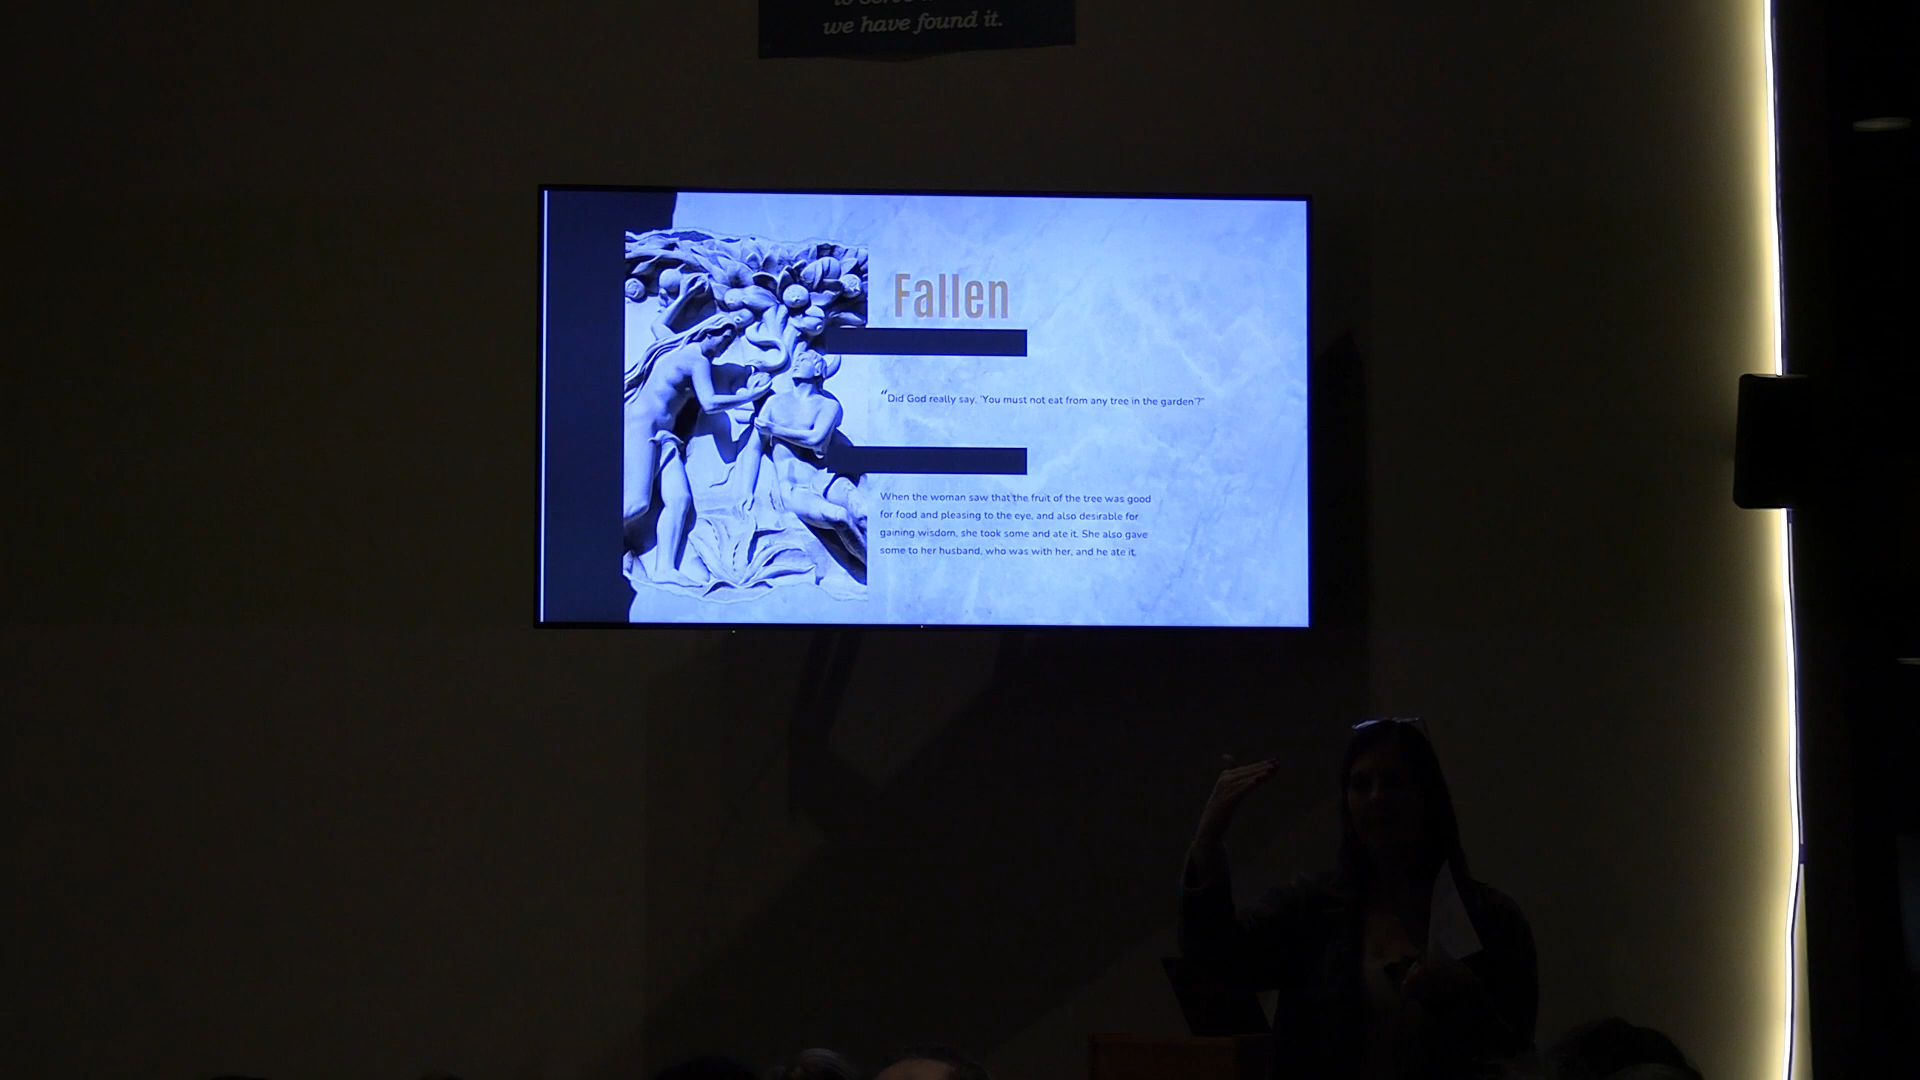 we have found it.
Fallen
“Did God really say, ‘You must not eat from any tree in the garden’?”
When the woman saw that the fruit of the tree was good
for food and pleasing to the eye, and also desirable for
gaining wisdom, she took some and ate it. She also gave
some to her husband, who was with her, and he ate it.